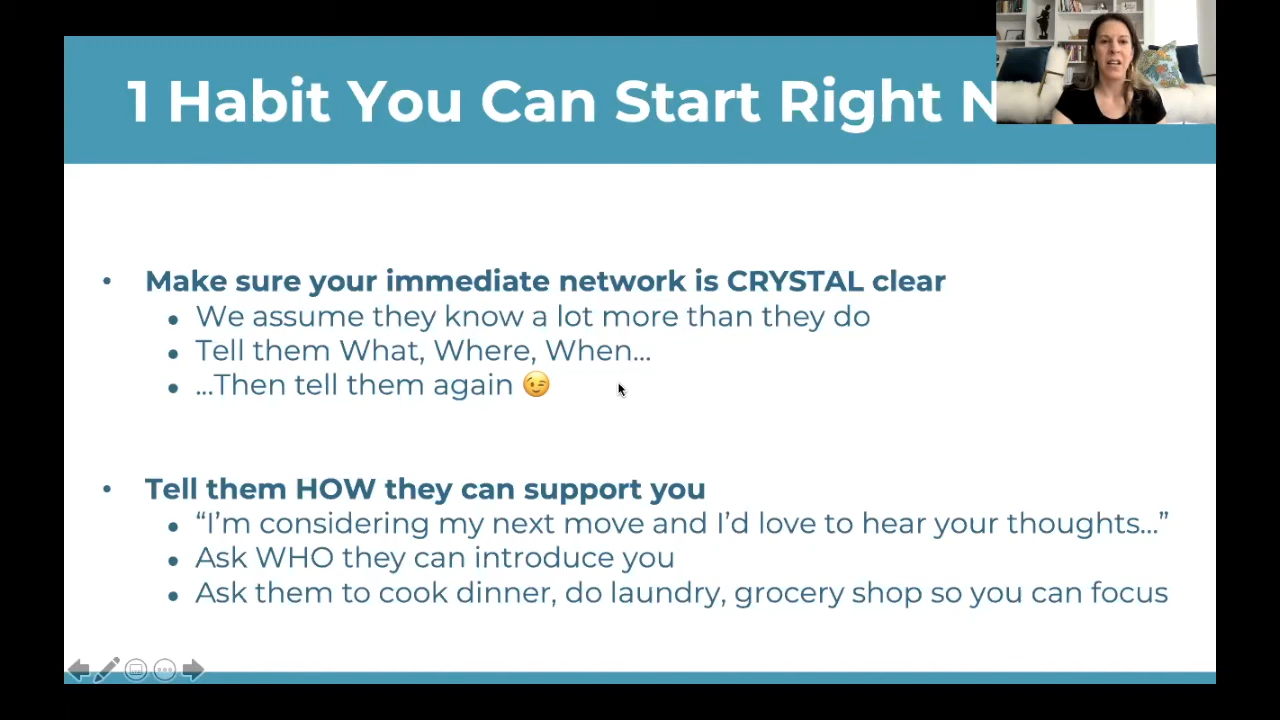 1 Habit You Can Start Right N
• Make sure your immediate network is CRYSTAL clear
• We assume they know a lot more than they do
• Tell them What, Where, When...
• ...Then tell them again 😉
• Tell them HOW they can support you
• “I’m considering my next move and I’d love to hear your thoughts...”
• Ask WHO they can introduce you
• Ask them to cook dinner, do laundry, grocery shop so you can focus